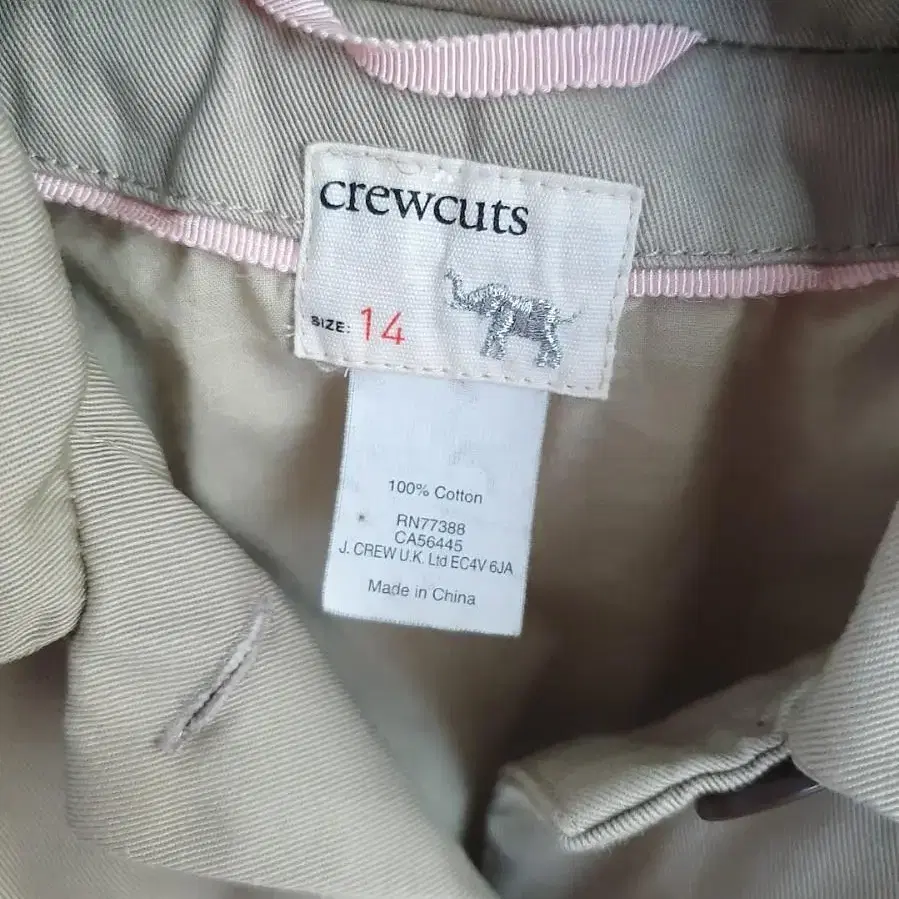 crewcuts
SIZE: 14
100% Cotton
RN77388
CA56445
J. CREW U.K. Ltd EC4V 6JA
Made in China